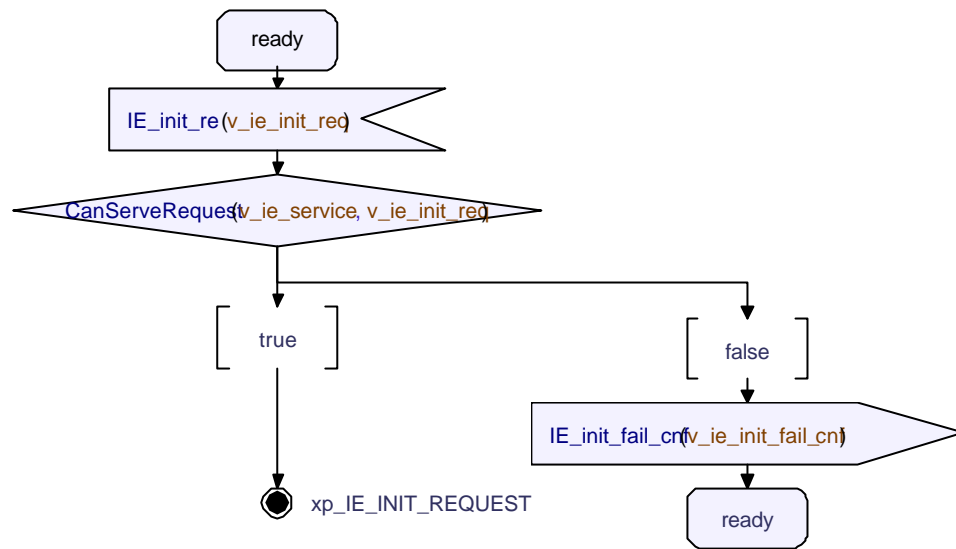 ready
IE_init_re(v_ie_init_req)
CanServeRequest(v_ie_service, v_ie_init_req)
true
false
IE_init_fail_cnf(v_ie_init_fail_cnf)
xp_IE_INIT_REQUEST
ready